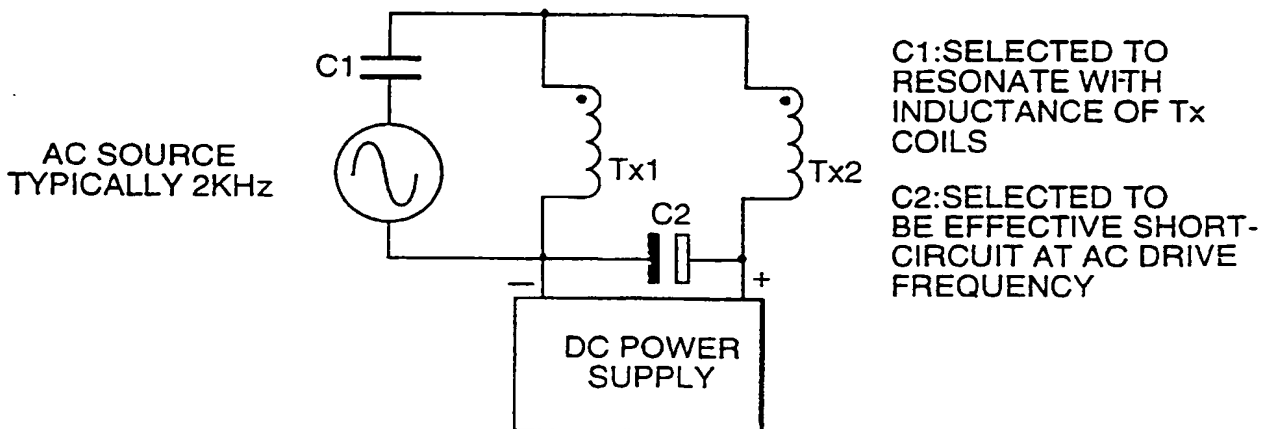 C1
AC SOURCE
TYPICALLY 2KHz
Tx1
Tx2
C2
–
+
DC POWER
SUPPLY
C1:SELECTED TO
RESONATE WITH
INDUCTANCE OF Tx
COILS
C2:SELECTED TO
BE EFFECTIVE SHORT-
CIRCUIT AT AC DRIVE
FREQUENCY